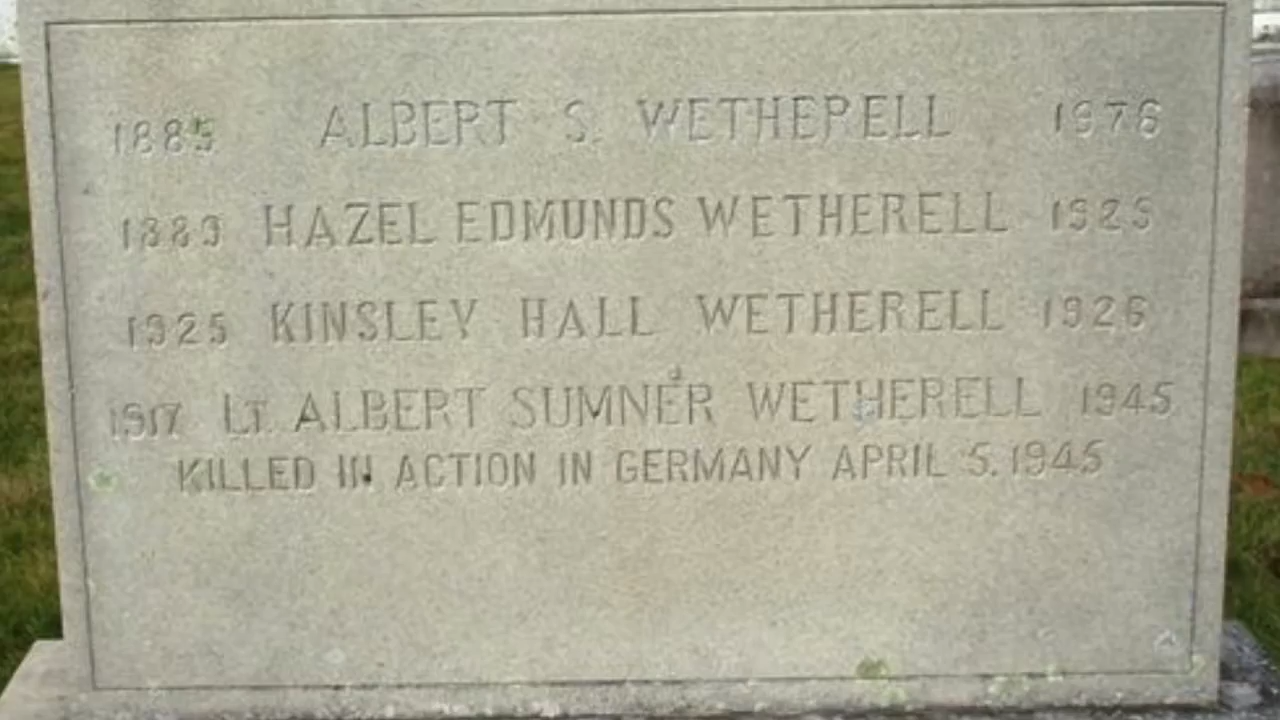 1885 ALBERT S. WETHERELL 1976
1889 HAZEL EDMUNDS WETHERELL 1929
1925 KINSLEY HALL WETHERELL 1926
1917 LT. ALBERT SUMNER WETHERELL 1945
KILLED IN ACTION IN GERMANY APRIL 5, 1945